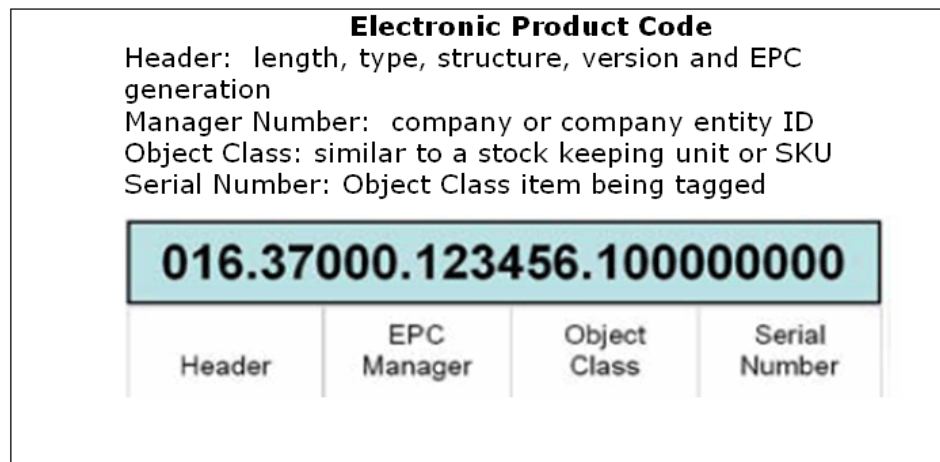 Electronic Product Code
Header: length, type, structure, version and EPC
generation
Manager Number: company or company entity ID
Object Class: similar to a stock keeping unit or SKU
Serial Number: Object Class item being tagged
016.37000.123456.100000000
Header
EPC
Manager
Object
Class
Serial
Number